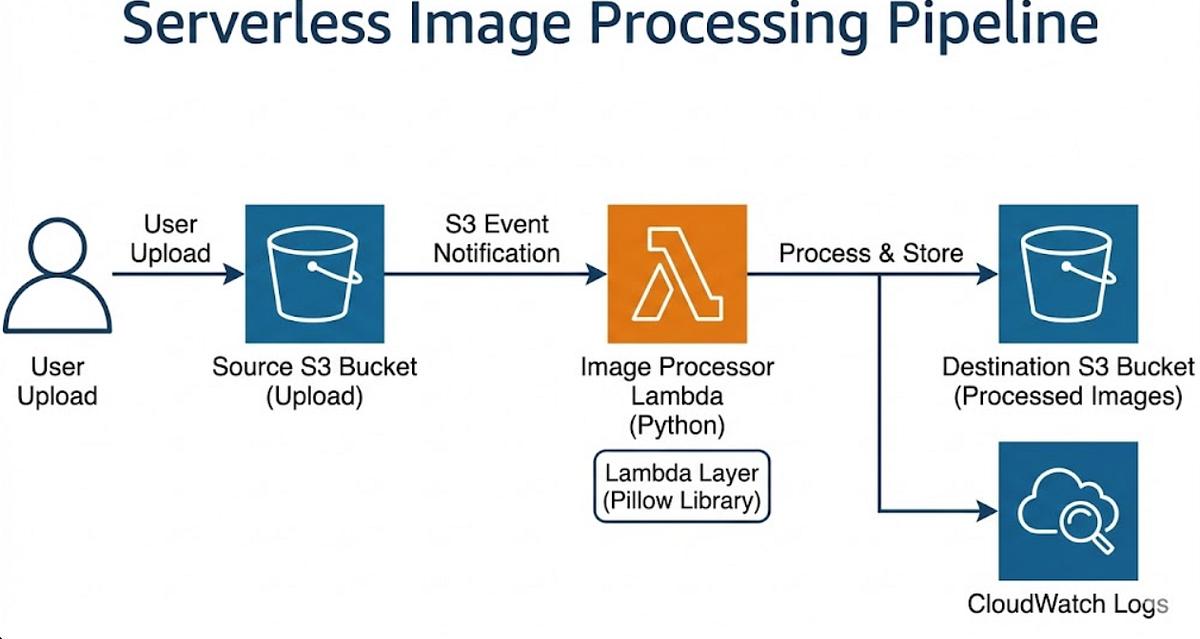 Serverless Image Processing Pipeline
User
Upload
S3 Event
Notification
Process & Store
User
Upload
Source S3 Bucket
(Upload)
Image Processor
Lambda
(Python)
Lambda Layer
(Pillow Library)
Destination S3 Bucket
(Processed Images)
CloudWatch Logs